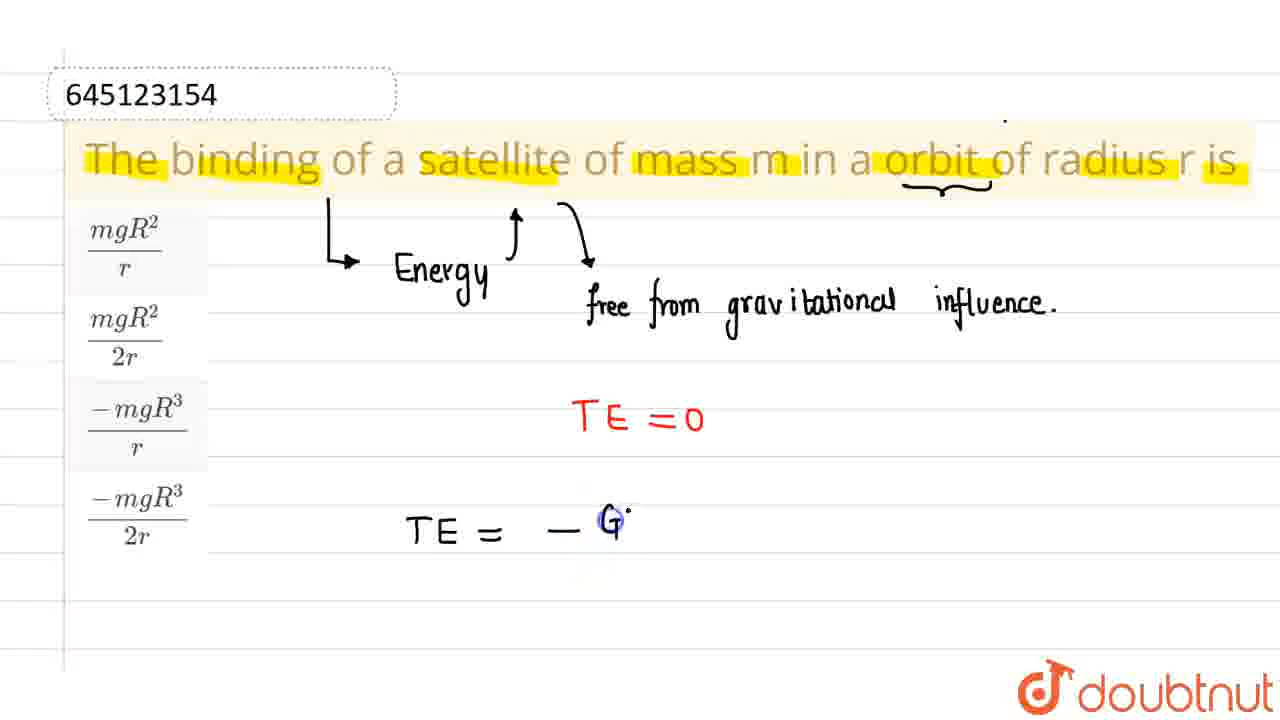 645123154
The binding of a satellite of mass m in a orbit of radius r is
mgR²/r
mgR²/2r
-mgR³/r
-mgR³/2r
Energy
free from gravitational influence.
TE = 0
TE = - G
doubtnut